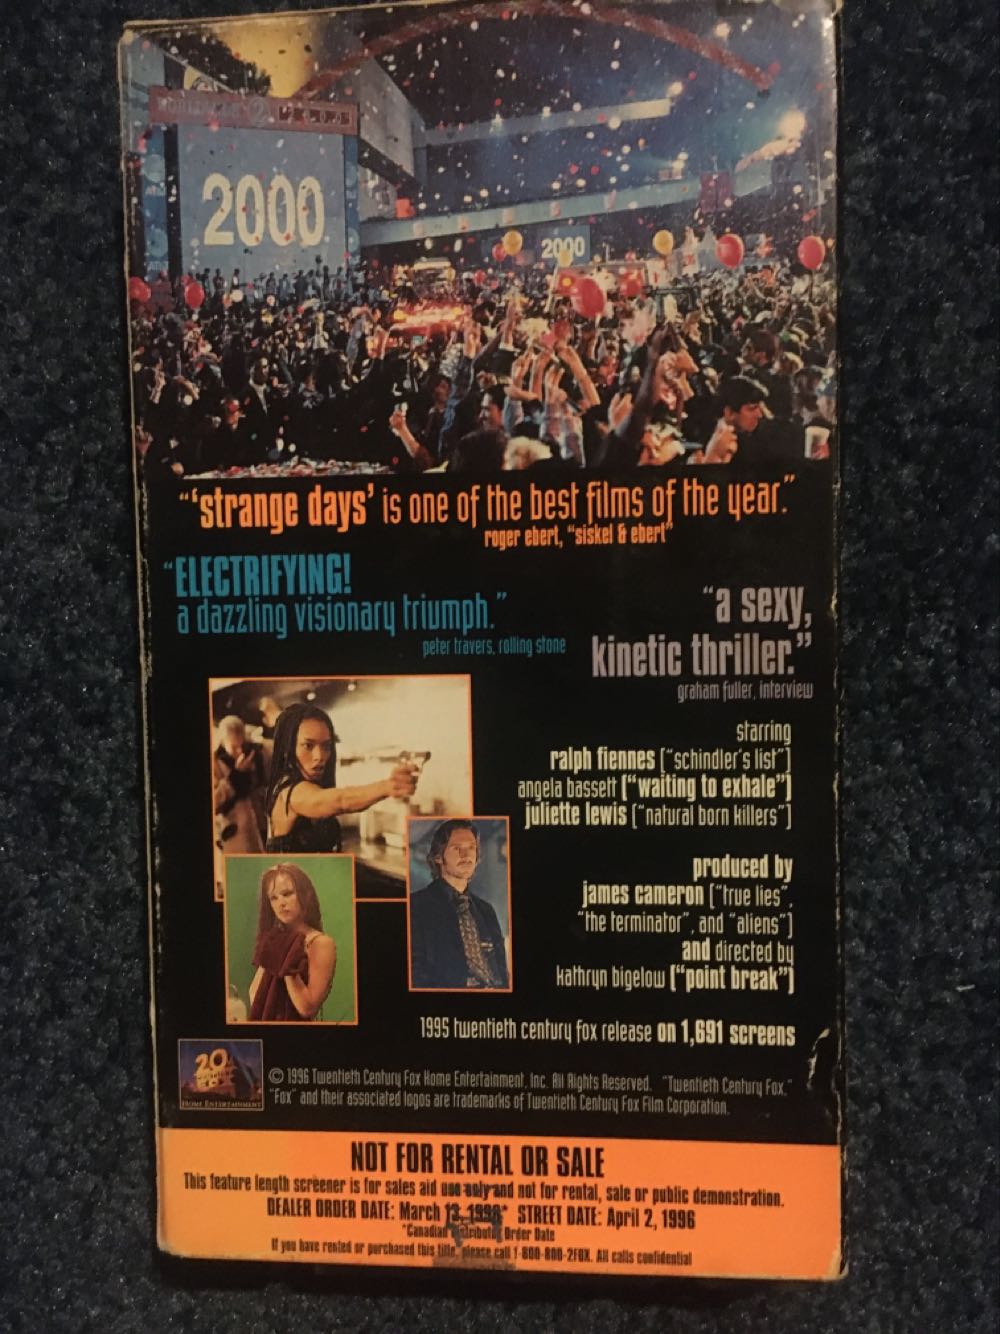 2000
2000
"'strange days' is one of the best films of the year."
roger ebert, "siskel & ebert"
"ELECTRIFYING!
a dazzling visionary triumph."
peter travers, rolling stone
"a sexy,
kinetic thriller."
graham fuller, interview
starring
ralph fiennes ["schindler's list"]
angela bassett ["waiting to exhale"]
juliette lewis ["natural born killers"]
produced by
james cameron ["true lies",
"the terminator", and "aliens"]
and directed by
kathryn bigelow ["point break"]
1995 twentieth century fox release on 1,691 screens
20th
HOME ENTERTAINMENT
© 1996 Twentieth Century Fox Home Entertainment, Inc. All Rights Reserved. "Twentieth Century Fox,"
"Fox" and their associated logos are trademarks of Twentieth Century Fox Film Corporation.
NOT FOR RENTAL OR SALE
This feature length screener is for sales aid use only and not for rental, sale or public demonstration.
DEALER ORDER DATE: March 13, 1996* STREET DATE: April 2, 1996
*Canadian Order Date
If you have rented or purchased this title, please call 1-800-800-2FOX. All calls confidential